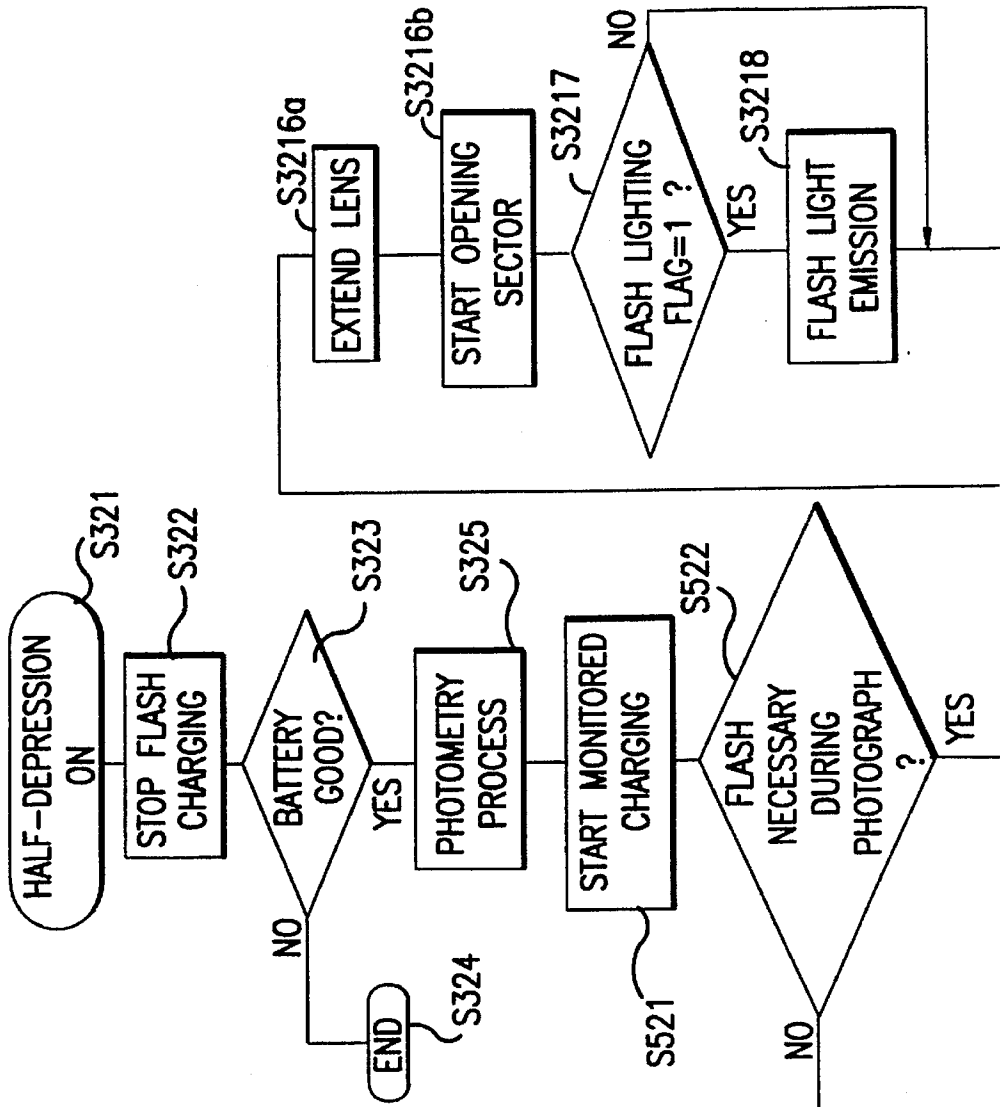 HALF-DEPRESSION
ON
S321
STOP FLASH
CHARGING
S322
BATTERY
GOOD?
S323
NO
YES
END
S324
PHOTOMETRY
PROCESS
S325
START MONITORED
CHARGING
S521
FLASH
NECESSARY
DURING
PHOTOGRAPH
?
S522
NO
YES
EXTEND LENS
S3216a
START OPENING
SECTOR
S3216b
FLASH LIGHTING
FLAG=1 ?
S3217
NO
YES
FLASH LIGHT
EMISSION
S3218